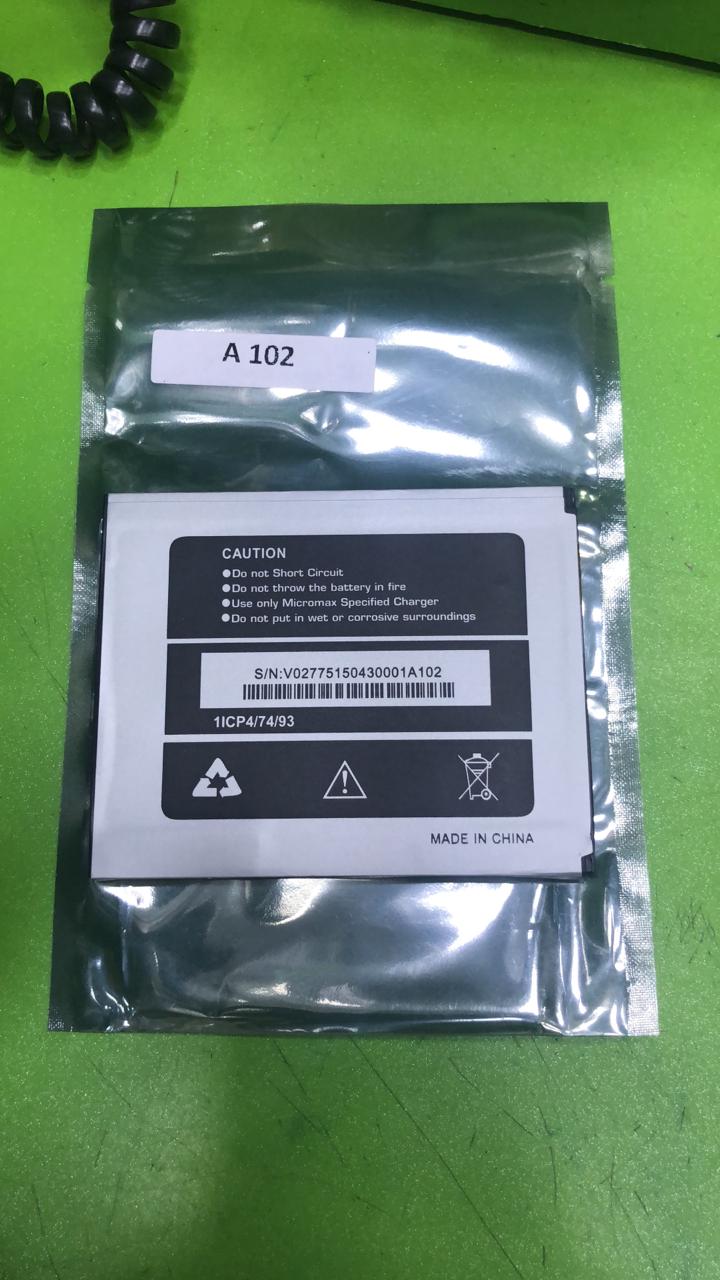 A 102
CAUTION
●Do not Short Circuit
●Do not throw the battery in fire
●Use only Micromax Specified Charger
●Do not put in wet or corrosive surroundings
S/N:V02775150430001A102
1ICP4/74/93
MADE IN CHINA